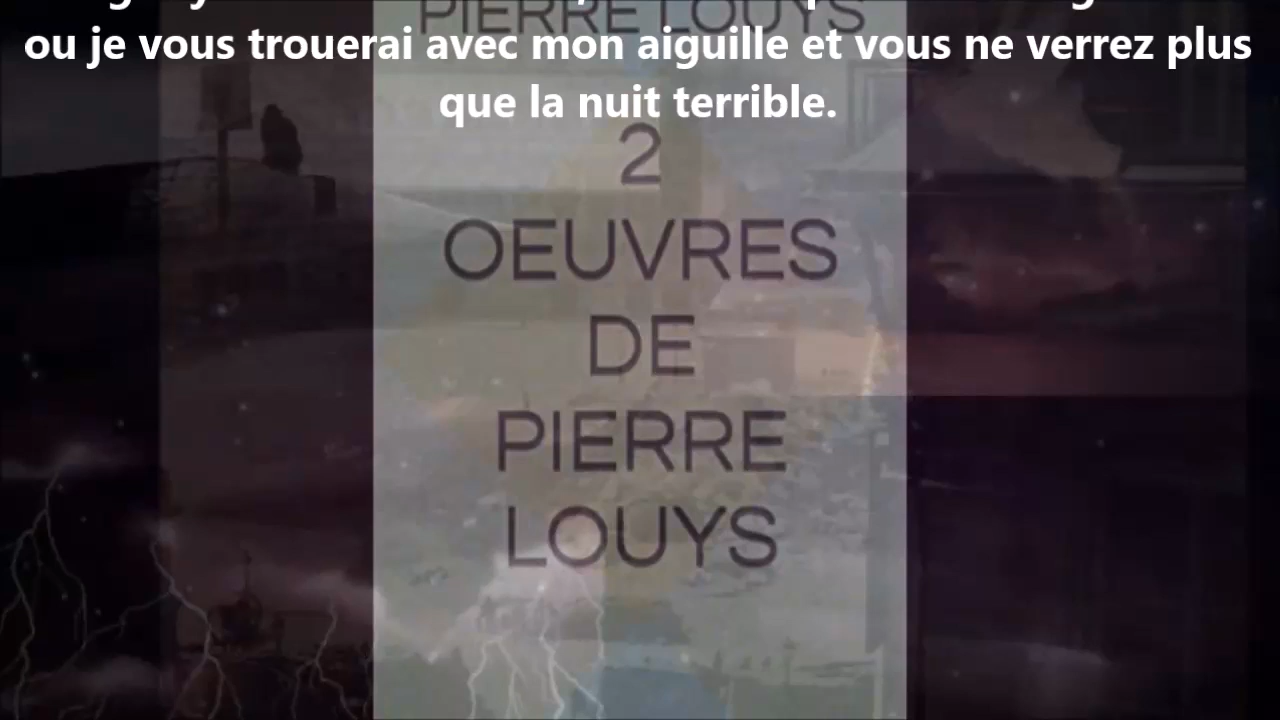 PIERRE LOUYS
ou je vous trouerai avec mon aiguille et vous ne verrez plus
que la nuit terrible.
2
OEUVRES
DE
PIERRE
LOUYS